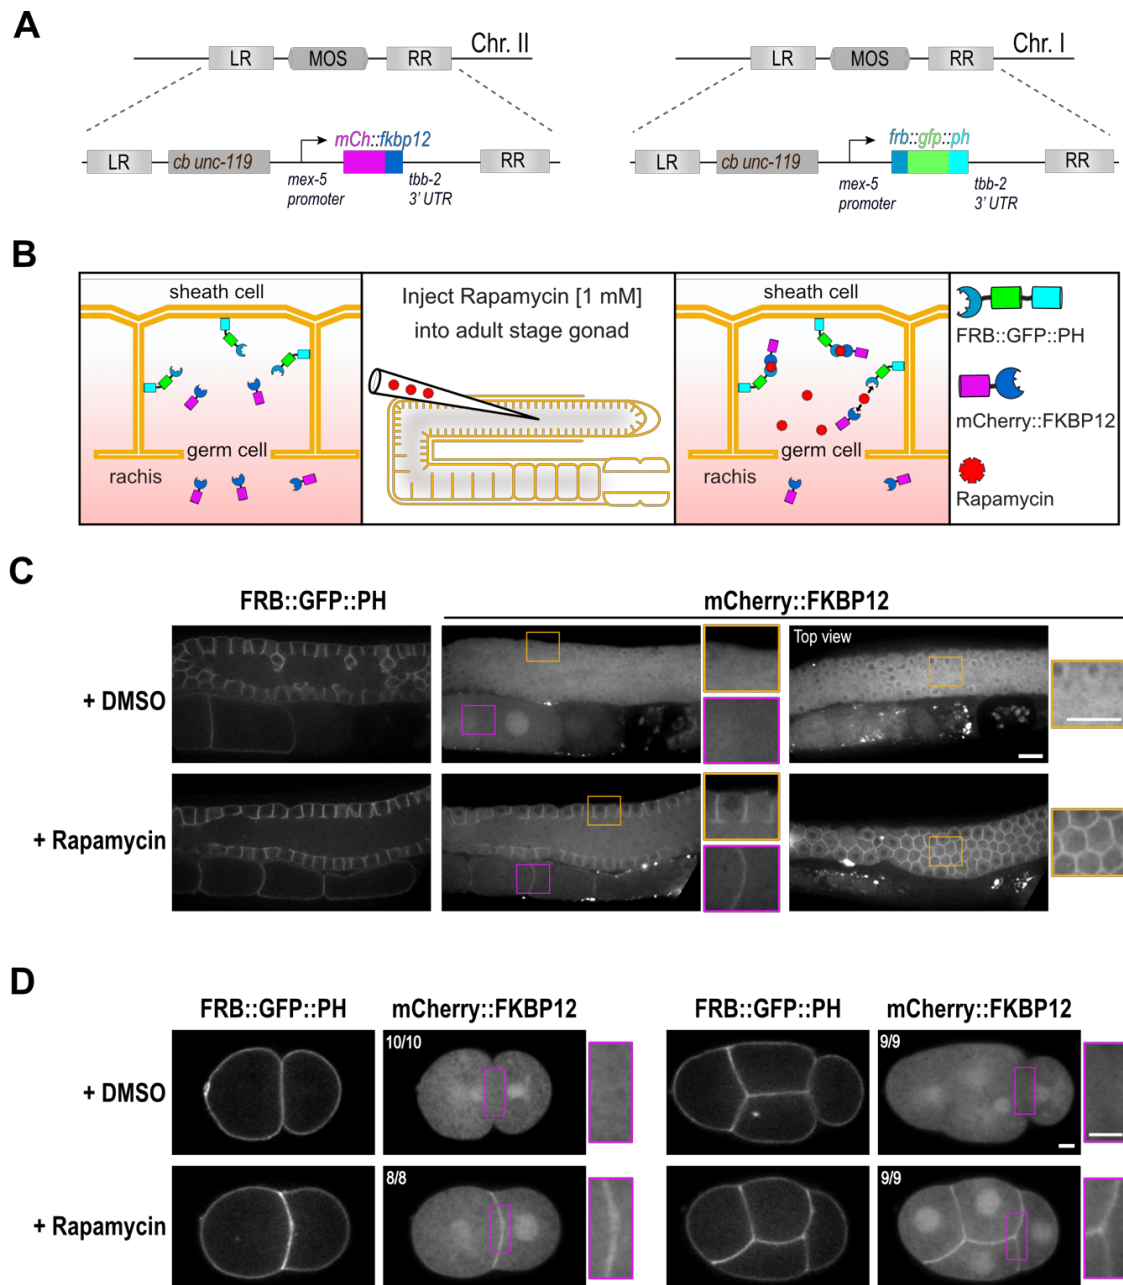 A
Chr. II
LR
MOS
RR
mCh::fkbp12
LR
cb unc-119
RR
mex-5
promoter
tbb-2
3' UTR
Chr. I
LR
MOS
RR
frb::gfp::ph
LR
cb unc-119
RR
mex-5
promoter
tbb-2
3' UTR
B
sheath cell
germ cell
rachis
Inject Rapamycin [1 mM]
into adult stage gonad
sheath cell
germ cell
rachis
FRB::GFP::PH
mCherry::FKBP12
Rapamycin
C
FRB::GFP::PH
mCherry::FKBP12
Top view
+ DMSO
+ Rapamycin
D
FRB::GFP::PH
mCherry::FKBP12
FRB::GFP::PH
mCherry::FKBP12
+ DMSO
10/10
9/9
+ Rapamycin
8/8
9/9